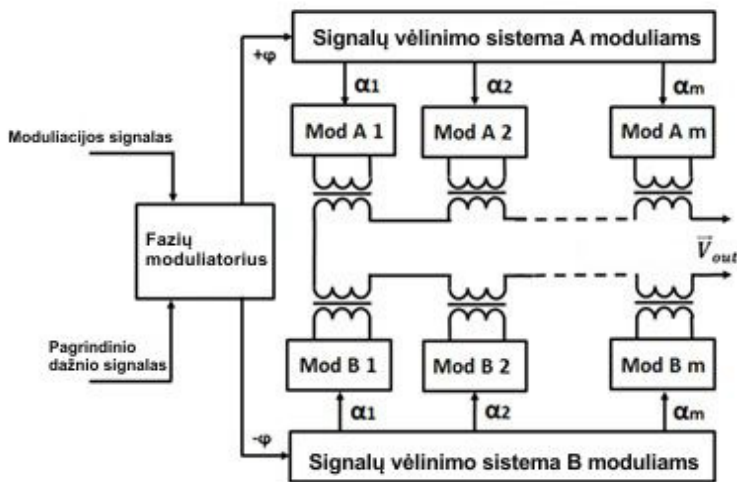 Signalų vėlinimo sistema A moduliams
+φ
α1
α2
αm
Mod A 1
Mod A 2
Mod A m
Moduliacijos signalas
Fazių
moduliatorius
V out
Pagrindinio
dažnio signalas
Mod B 1
Mod B 2
Mod B m
α1
α2
αm
-φ
Signalų vėlinimo sistema B moduliams